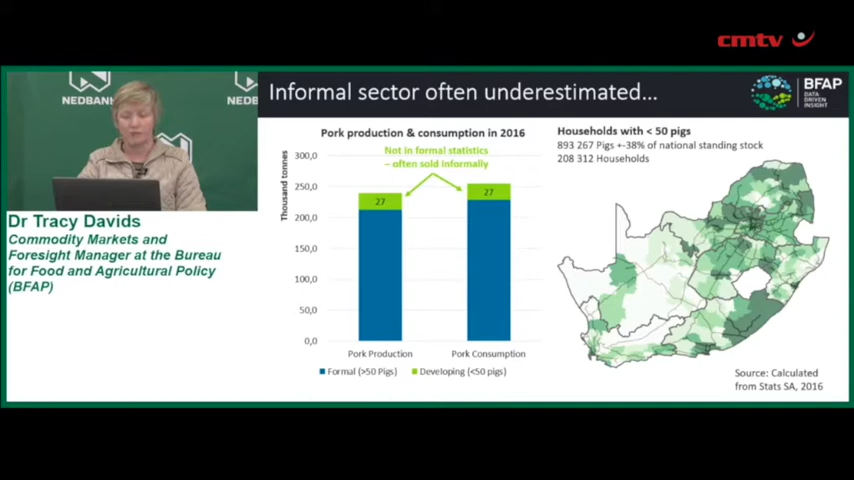 cmtv
NEDBANK
NEDB
Informal sector often underestimated...
BFAP
DATA
DRIVEN
INSIGHT
Dr Tracy Davids
Commodity Markets and
Foresight Manager at the Bureau
for Food and Agricultural Policy
(BFAP)
Pork production & consumption in 2016
Not in formal statistics
– often sold informally
Thousand tonnes
300,0
250,0
200,0
150,0
100,0
50,0
0,0
27
27
Pork Production
Pork Consumption
Formal (>50 Pigs)
Developing (<50 pigs)
Households with < 50 pigs
893 267 Pigs +-38% of national standing stock
208 312 Households
Source: Calculated
from Stats SA, 2016